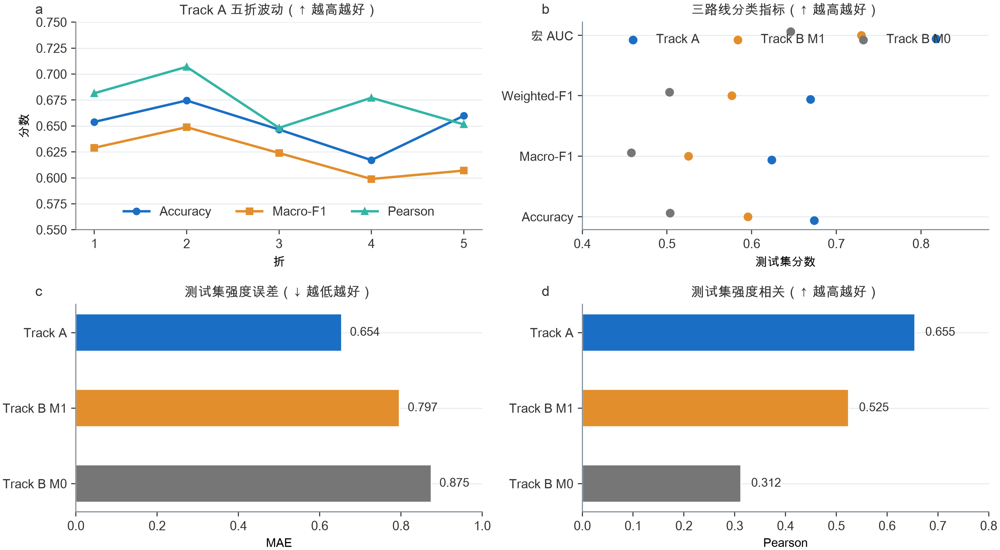 a
Track A 五折波动 ( ↑ 越高越好 )
0.750
0.725
0.700
0.675
0.650
0.625
0.600
0.575
0.550
分数
Accuracy
Macro-F1
Pearson
1 2 3 4 5
折
b
三路线分类指标 ( ↑ 越高越好 )
宏 AUC
Weighted-F1
Macro-F1
Accuracy
Track A
Track B M1
Track B M0
0.4 0.5 0.6 0.7 0.8
测试集分数
c
测试集强度误差 ( ↓ 越低越好 )
Track A
0.654
Track B M1
0.797
Track B M0
0.875
0.0 0.2 0.4 0.6 0.8 1.0
MAE
d
测试集强度相关 ( ↑ 越高越好 )
Track A
0.655
Track B M1
0.525
Track B M0
0.312
0.0 0.1 0.2 0.3 0.4 0.5 0.6 0.7 0.8
Pearson